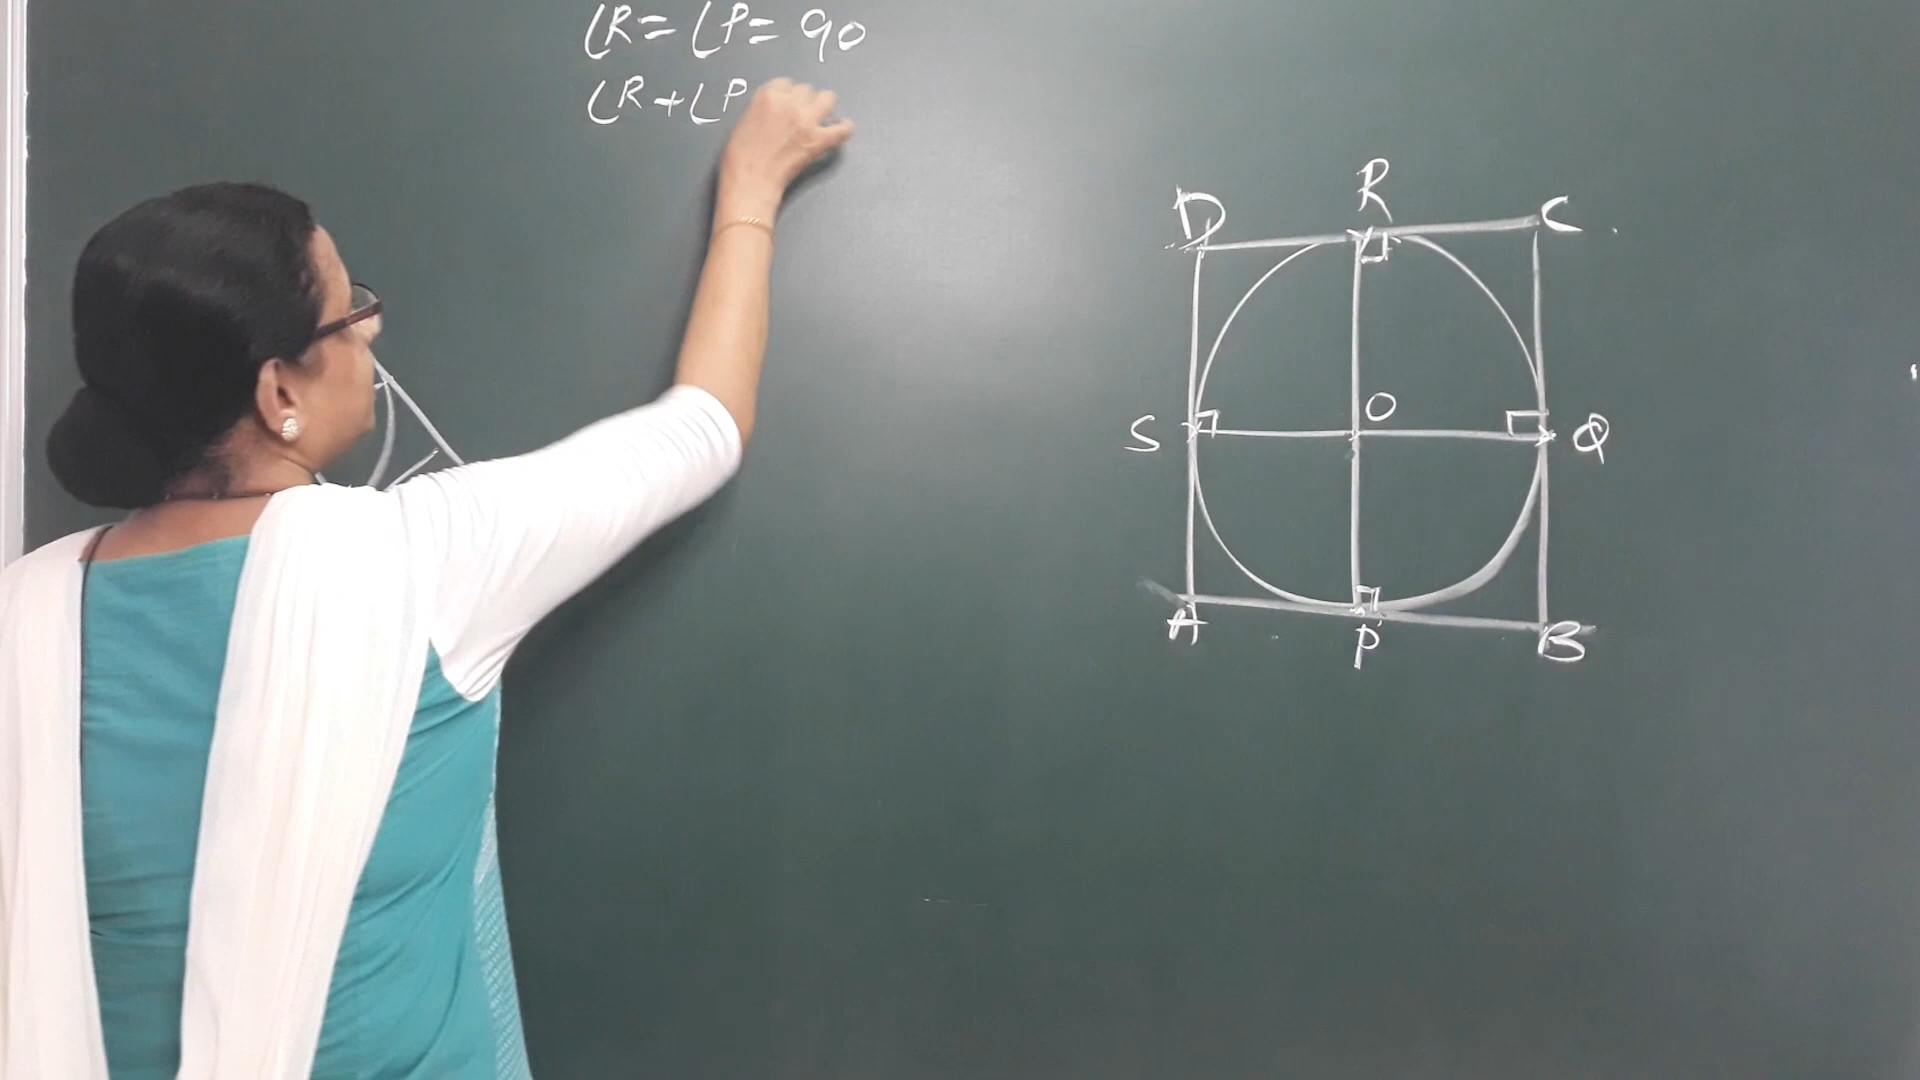 ∠R = ∠P = 90
∠R + ∠P
D R C
S O Q
A P B